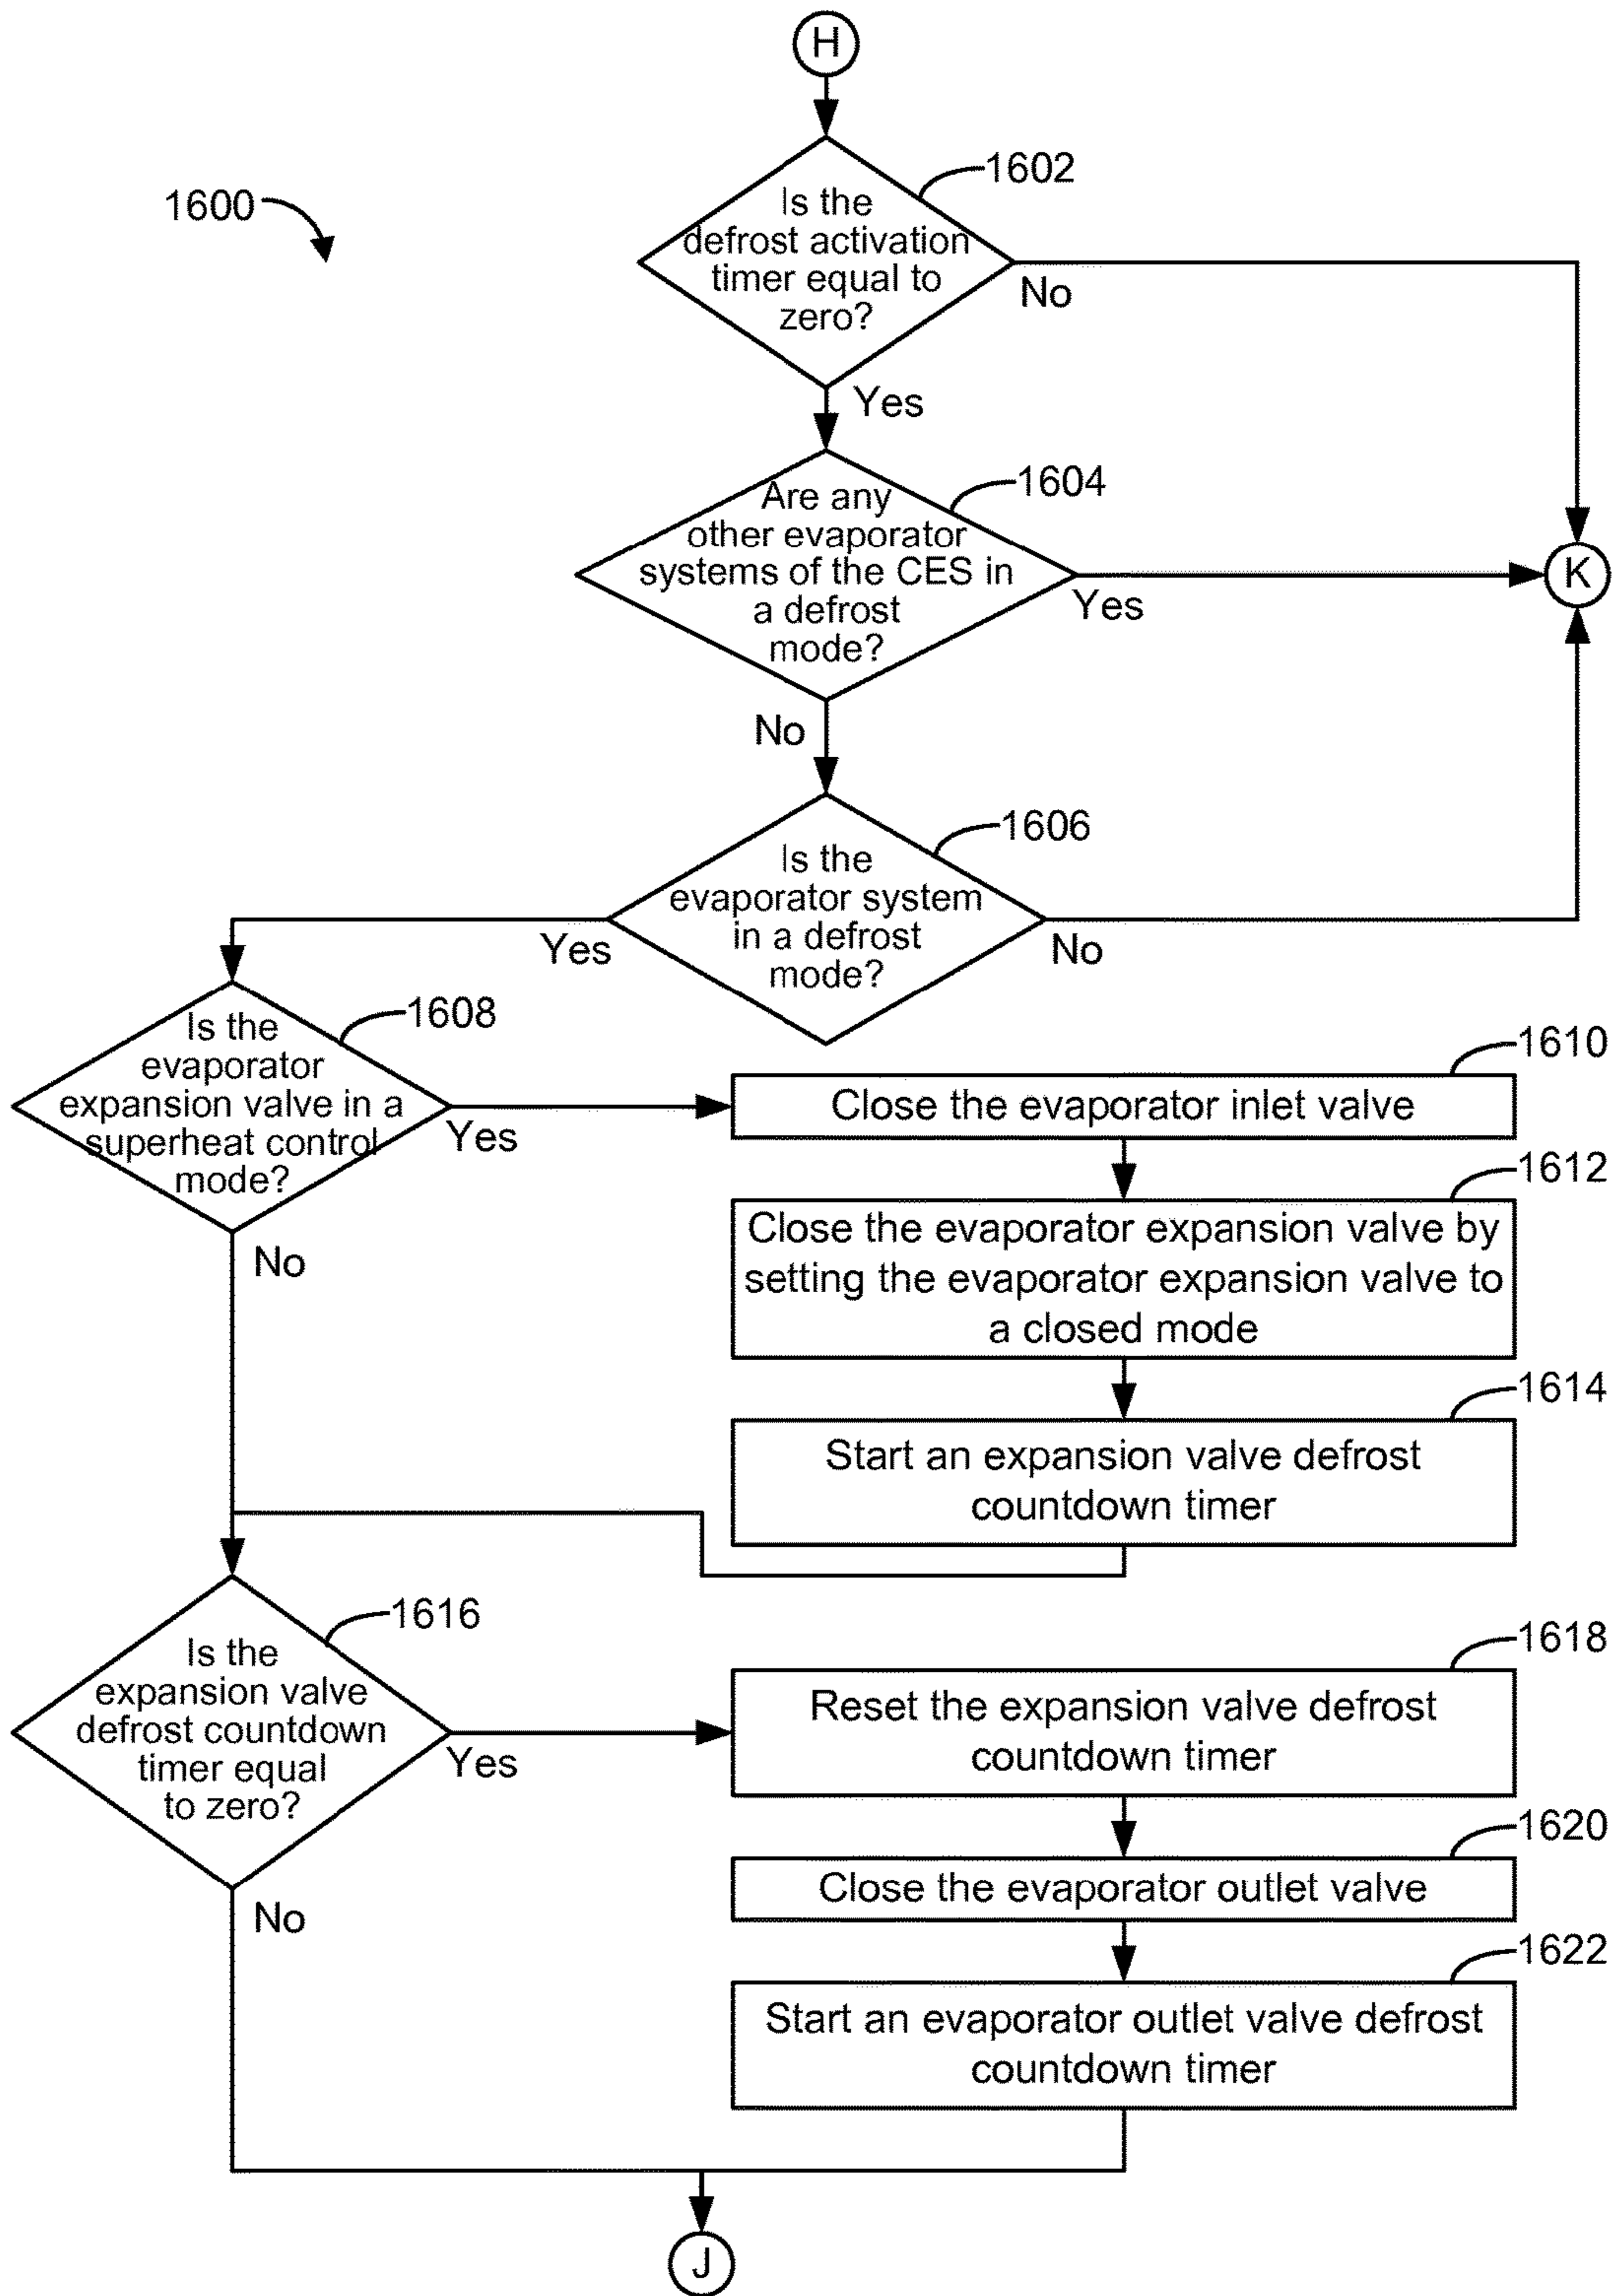 H
1600
1602
Is the
defrost activation
timer equal to
zero?
No
Yes
1604
Are any
other evaporator
systems of the CES in
a defrost
mode?
Yes
K
No
1606
Is the
evaporator system
in a defrost
mode?
Yes
No
1608
Is the
evaporator
expansion valve in a
superheat control
mode?
Yes
No
1610
Close the evaporator inlet valve
1612
Close the evaporator expansion valve by
setting the evaporator expansion valve to
a closed mode
1614
Start an expansion valve defrost
countdown timer
1616
Is the
expansion valve
defrost countdown
timer equal
to zero?
Yes
No
1618
Reset the expansion valve defrost
countdown timer
1620
Close the evaporator outlet valve
1622
Start an evaporator outlet valve defrost
countdown timer
J